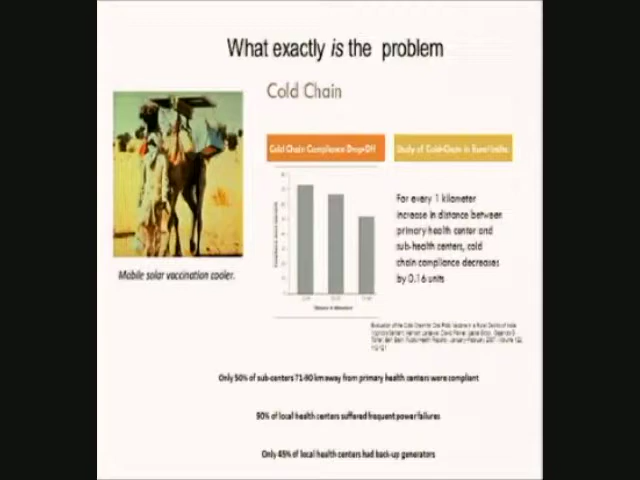 What exactly is the problem
Cold Chain
Cold Chain Compliance Drop-Off
Study of Cold-Chain in Rural India
For every 1 kilometer
increase in distance between
primary health center and
sub-health centers, cold
chain compliance decreases
by 0.16 units
Mobile solar vaccination cooler.
Distance in kilometers
Only 50% of sub-centers 71-90 km away from primary health centers were compliant
90% of local health centers suffered frequent power failures
Only 45% of local health centers had back-up generators